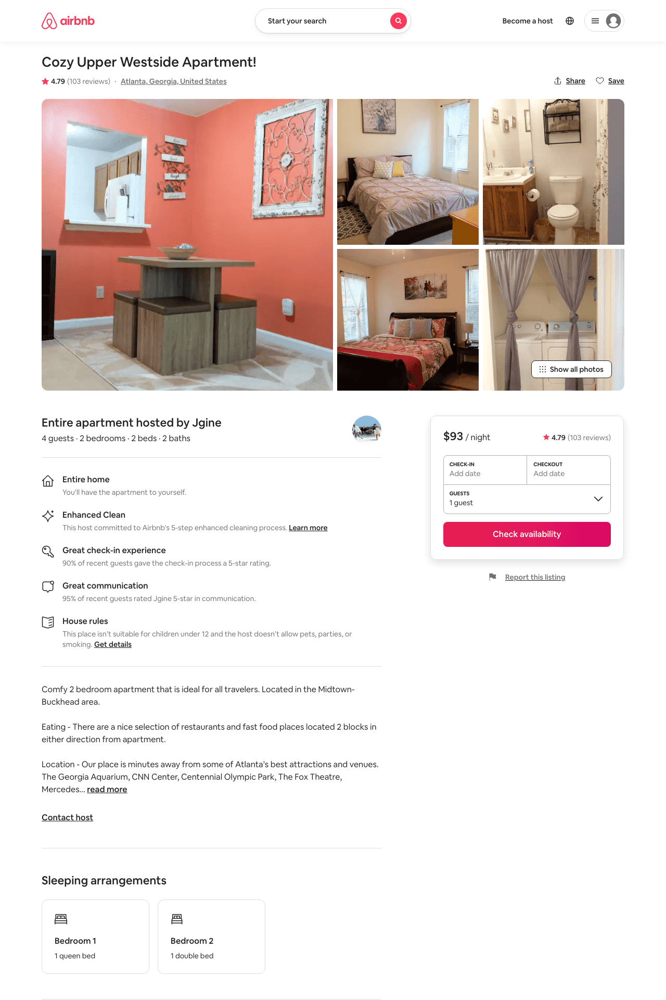 airbnb
Start your search
Become a host
Cozy Upper Westside Apartment!
4.79 (103 reviews) · Atlanta, Georgia, United States
Share
Save
live
love
laugh
Show all photos
Entire apartment hosted by Jgine
4 guests · 2 bedrooms · 2 beds · 2 baths
Entire home
You’ll have the apartment to yourself.
Enhanced Clean
This host committed to Airbnb's 5-step enhanced cleaning process. Learn more
Great check-in experience
90% of recent guests gave the check-in process a 5-star rating.
Great communication
95% of recent guests rated Jgine 5-star in communication.
House rules
This place isn’t suitable for children under 12 and the host doesn’t allow pets, parties, or
smoking. Get details
$93 / night
4.79 (103 reviews)
CHECK-IN
Add date
CHECKOUT
Add date
GUESTS
1 guest
Check availability
Report this listing
Comfy 2 bedroom apartment that is ideal for all travelers. Located in the Midtown-
Buckhead area.
Eating - There are a nice selection of restaurants and fast food places located 2 blocks in
either direction from apartment.
Location - Our place is minutes away from some of Atlanta’s best attractions and venues.
The Georgia Aquarium, CNN Center, Centennial Olympic Park, The Fox Theatre,
Mercedes... read more
Contact host
Sleeping arrangements
Bedroom 1
1 queen bed
Bedroom 2
1 double bed